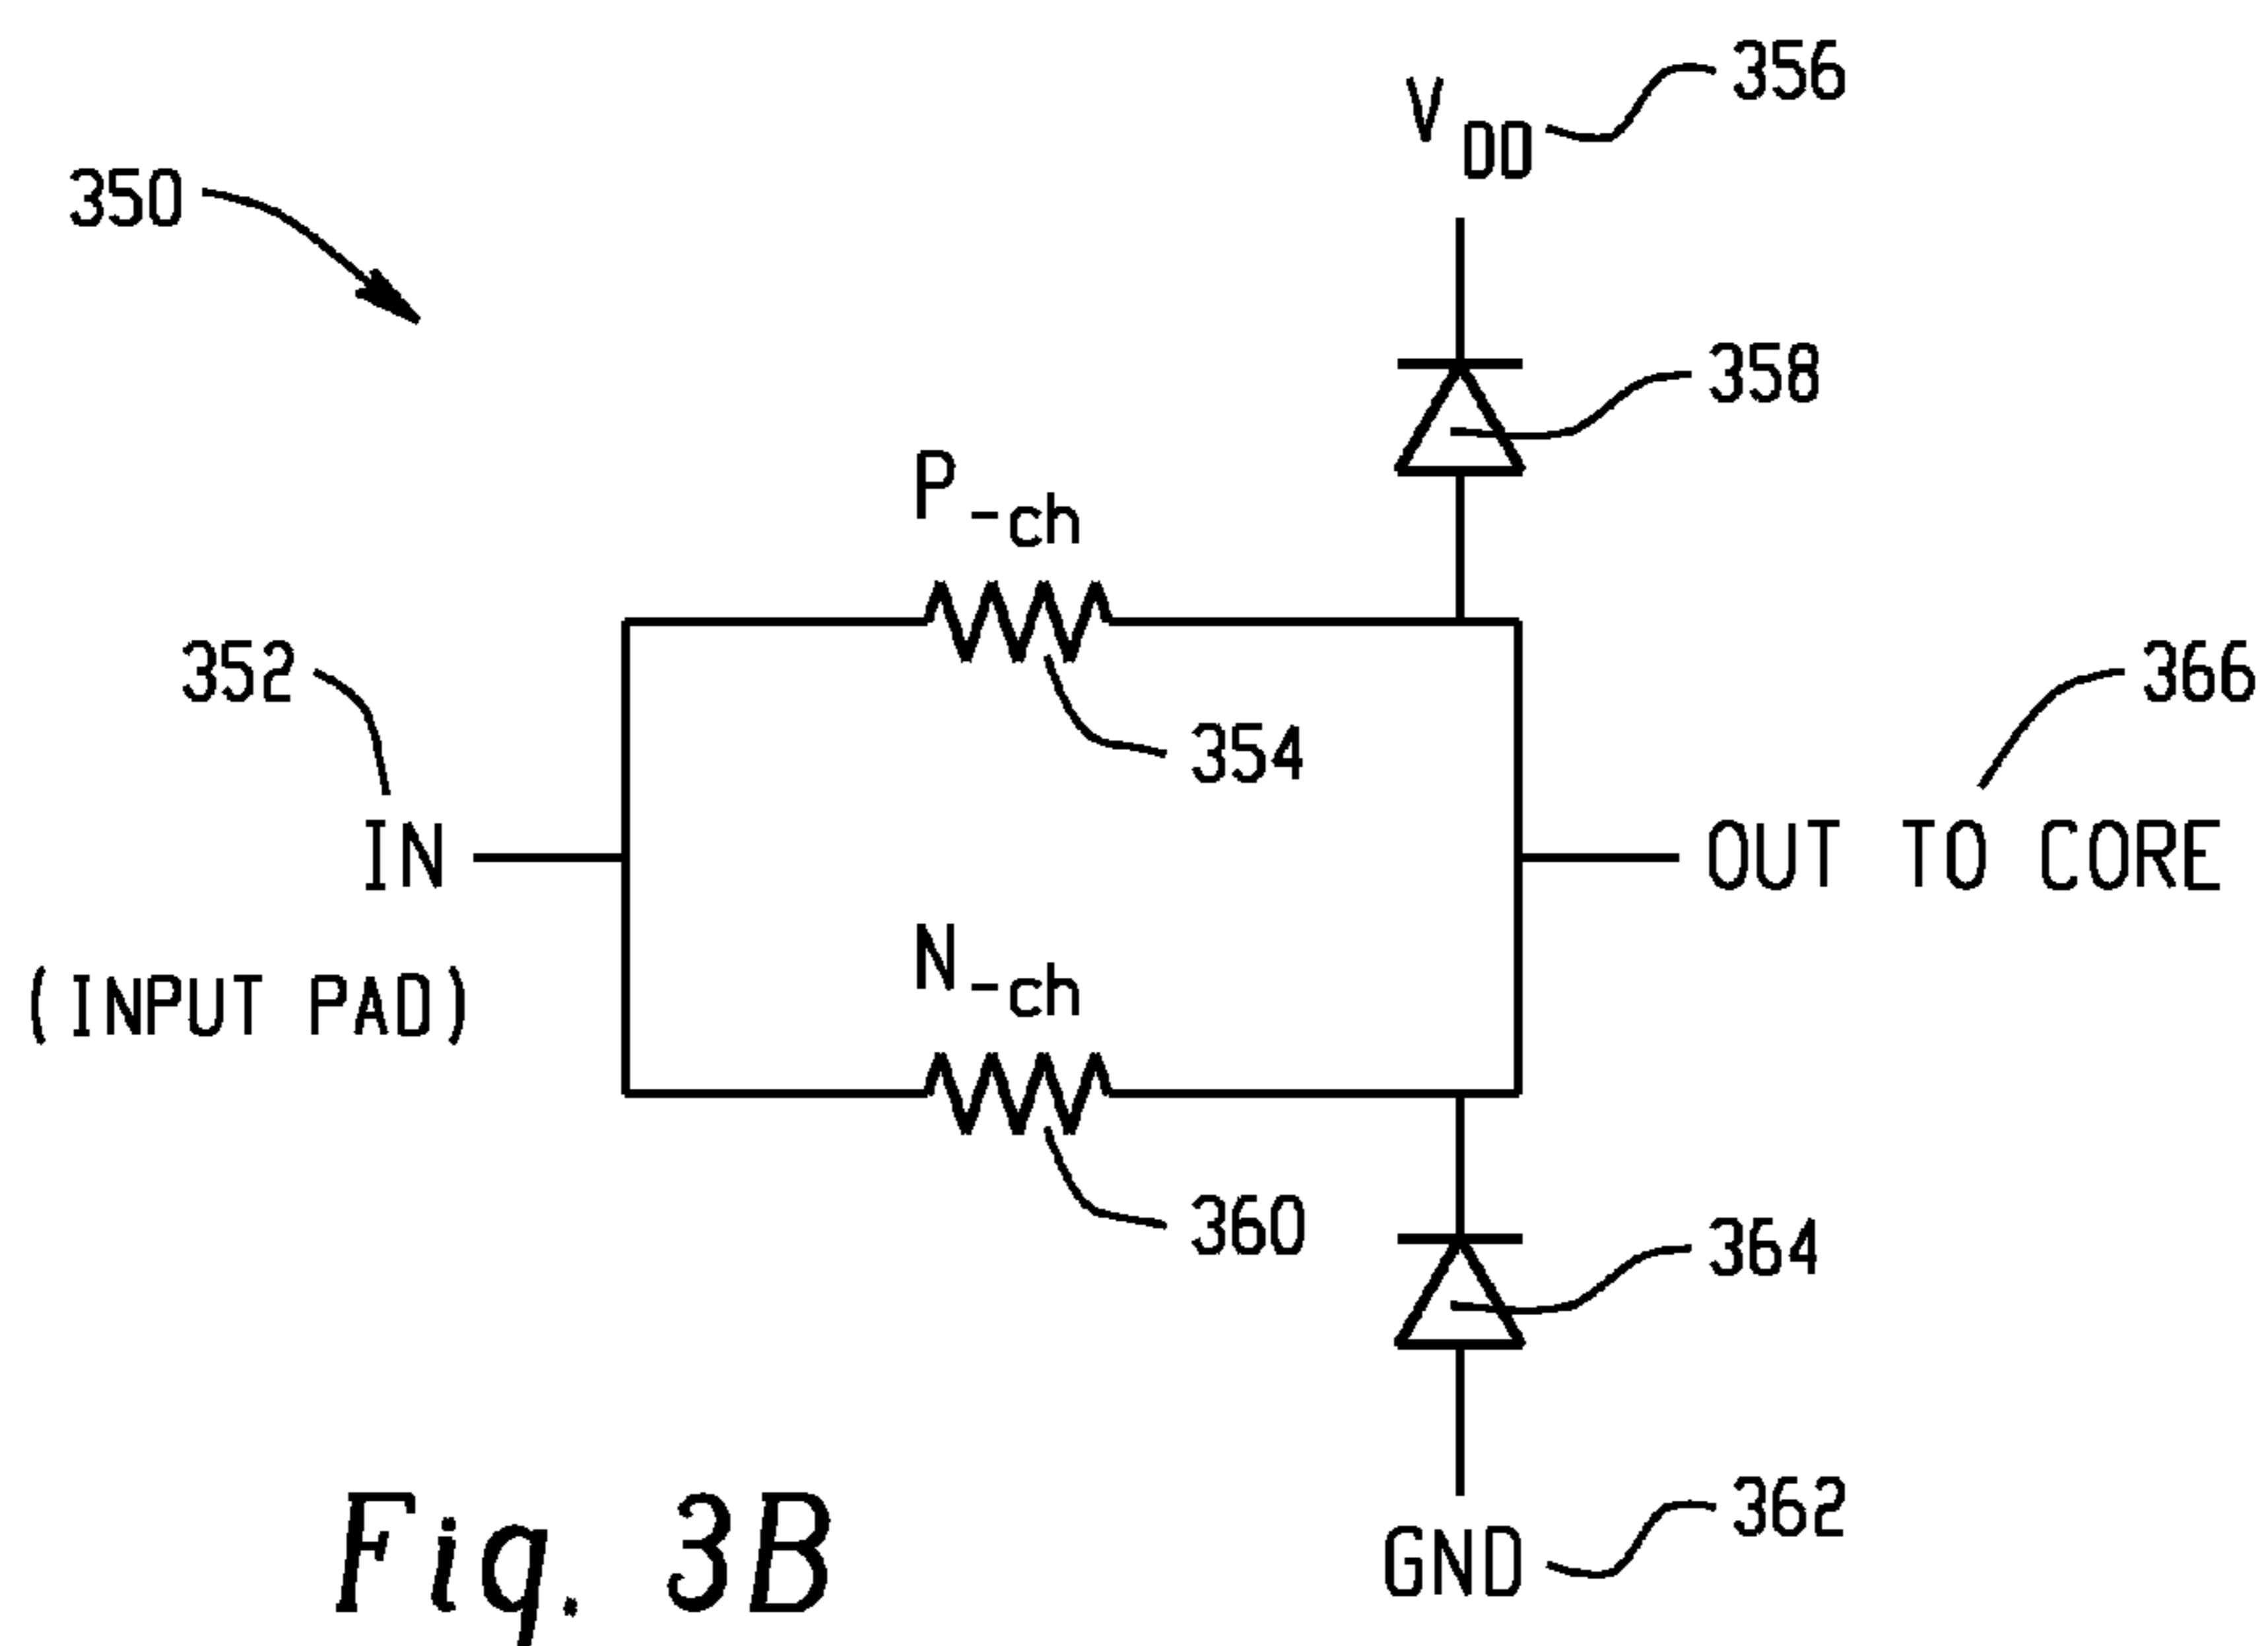 356
V DD
350
358
P -ch
352
366
354
IN
OUT TO CORE
N -ch
(INPUT PAD)
360
364
362
GND
Fig. 3B